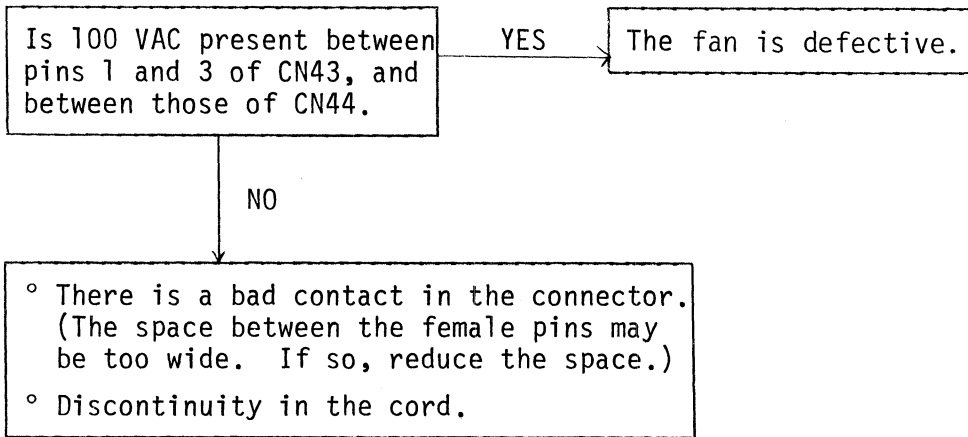 Is 100 VAC present between
pins 1 and 3 of CN43, and
between those of CN44.
YES
The fan is defective.
NO
° There is a bad contact in the connector.
(The space between the female pins may
be too wide. If so, reduce the space.)
° Discontinuity in the cord.